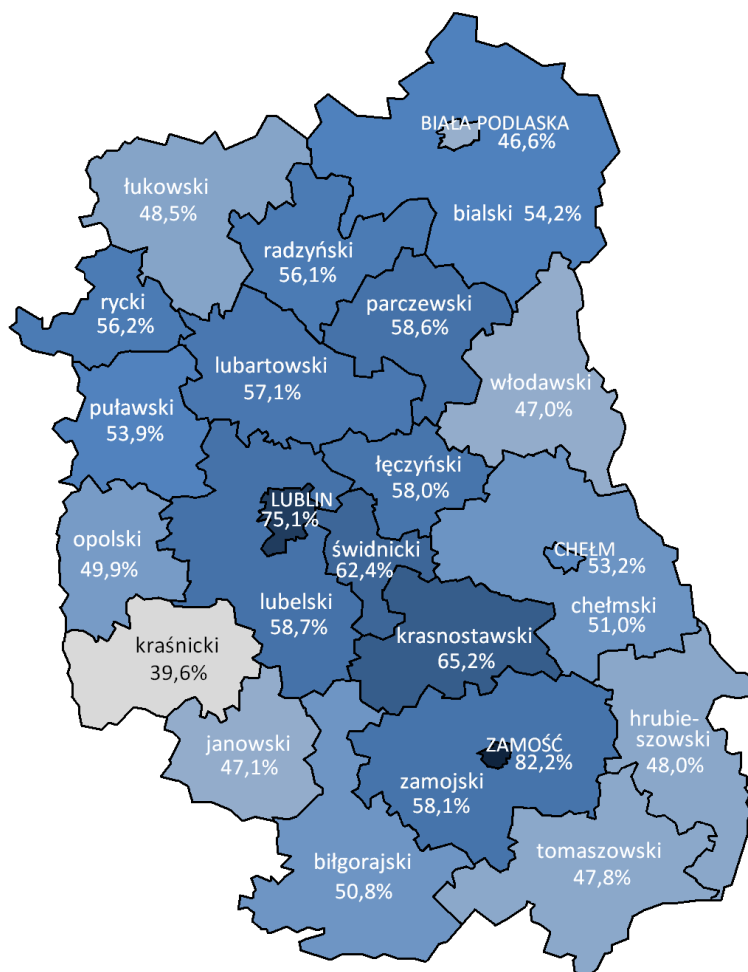 BIAŁA PODLASKA
46,6%
łukowski
48,5%
bialski 54,2%
radzyński
56,1%
rycki
56,2%
parczewski
58,6%
lubartowski
57,1%
włodawski
47,0%
puławski
53,9%
łęczyński
58,0%
LUBLIN
75,1%
opolski
49,9%
świdnicki
62,4%
CHEŁM
53,2%
lubelski
58,7%
chełmski
51,0%
kraśnicki
39,6%
krasnostawski
65,2%
hrubie-
szowski
48,0%
janowski
47,1%
ZAMOŚĆ
82,2%
zamojski
58,1%
biłgorajski
50,8%
tomaszowski
47,8%